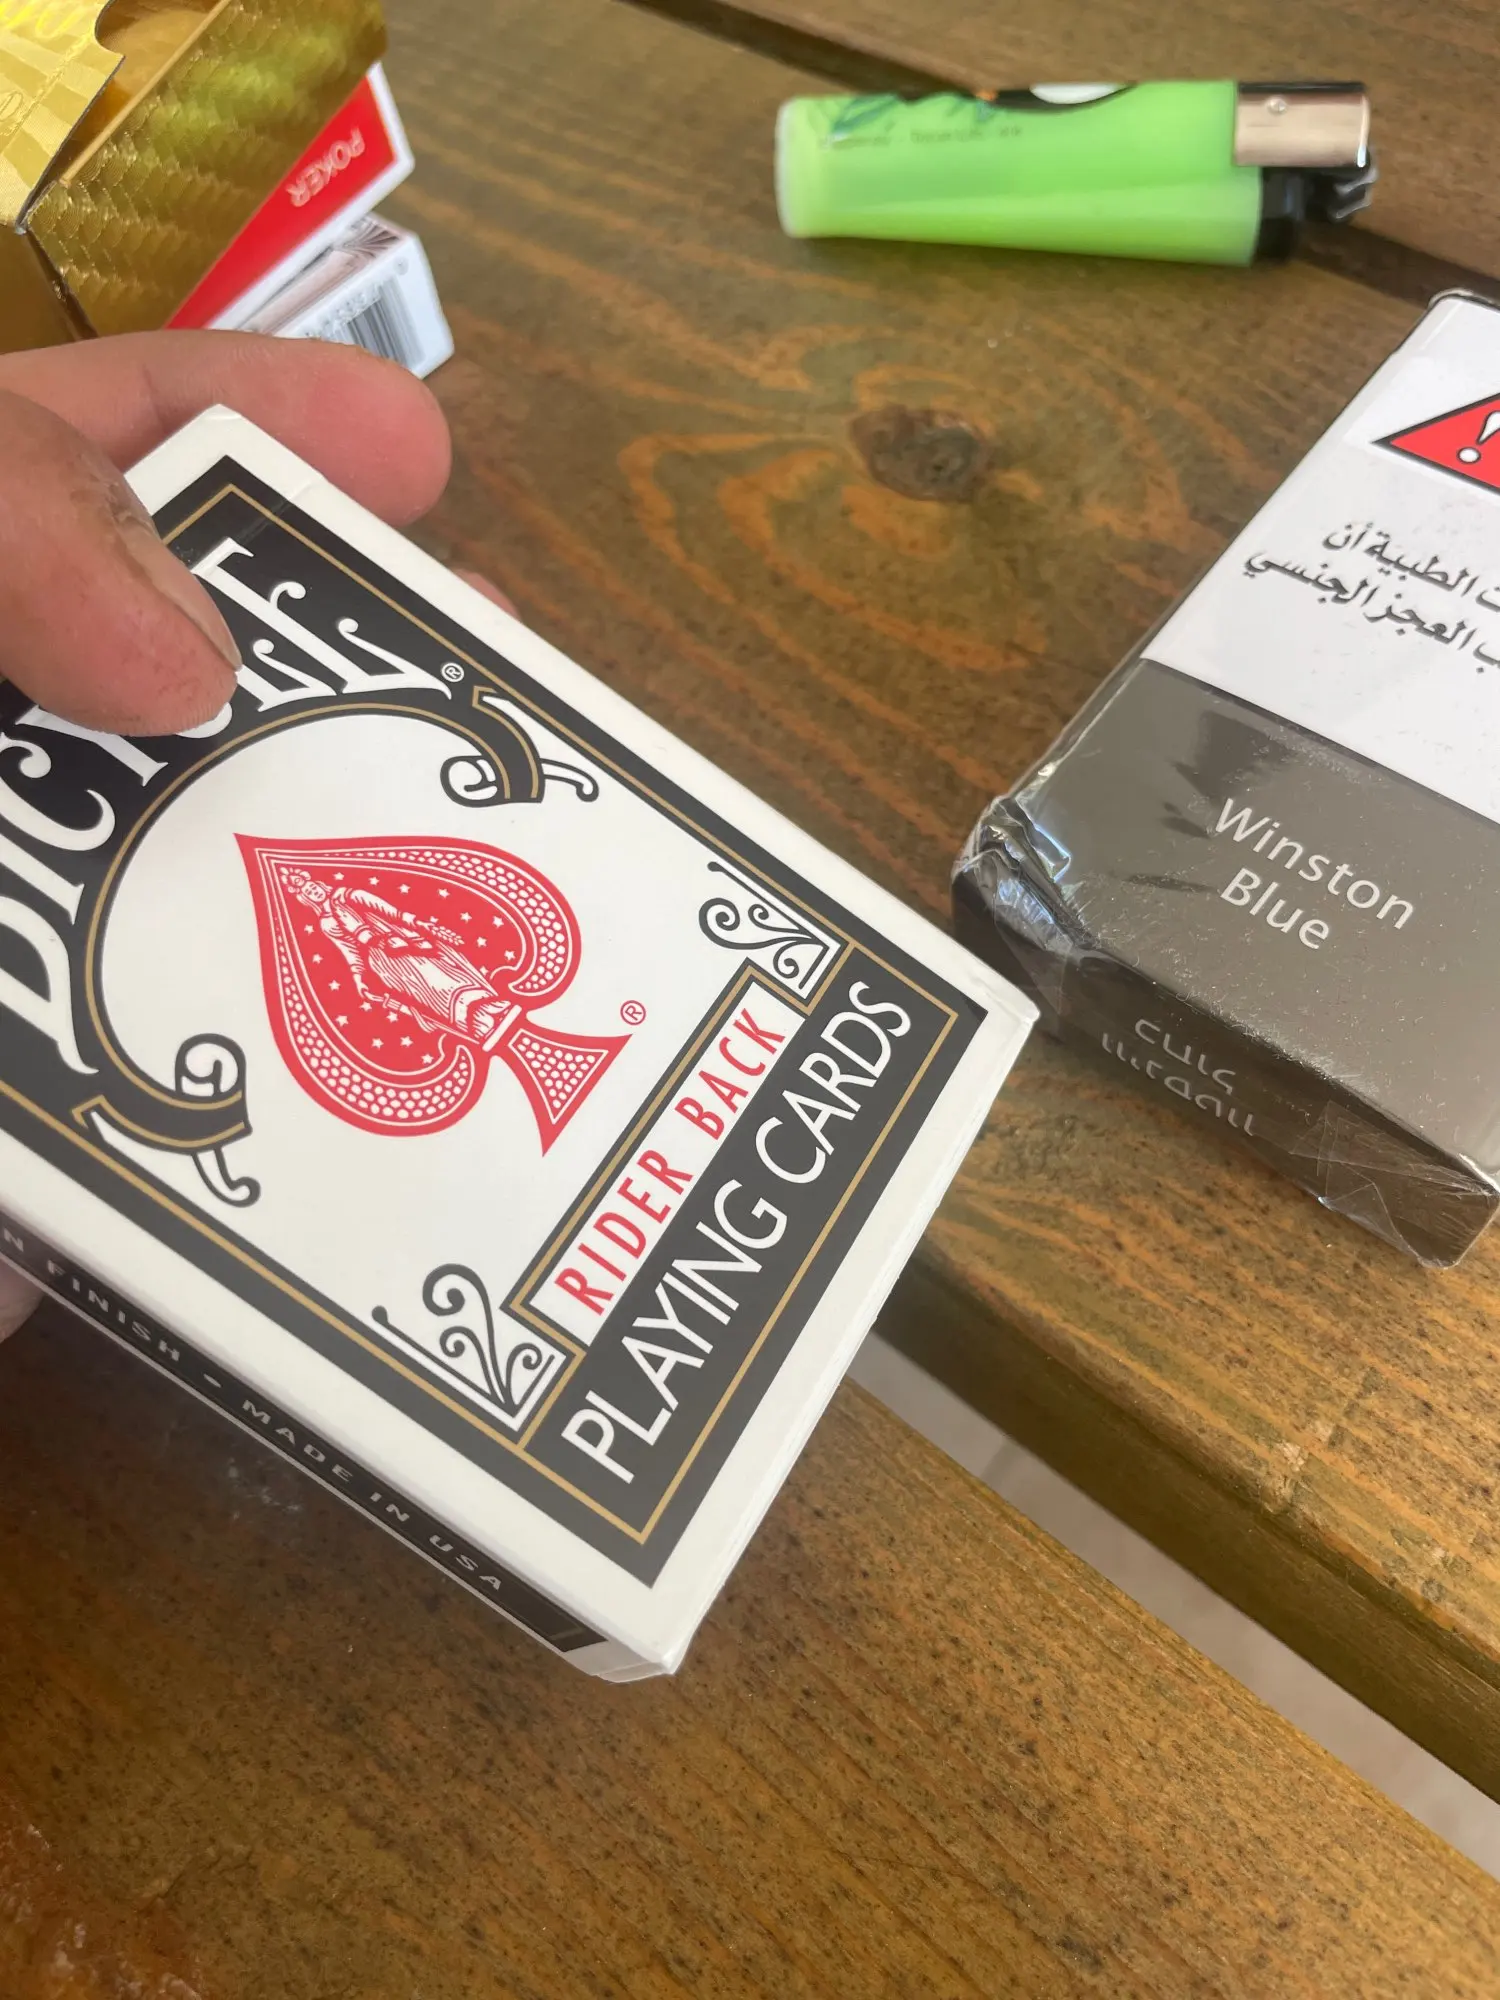 POKER
BICYCLE®
®
RIDER BACK
PLAYING CARDS
FINISH • MADE IN USA
الطبية أن
العجز الجنسي
Winston
Blue